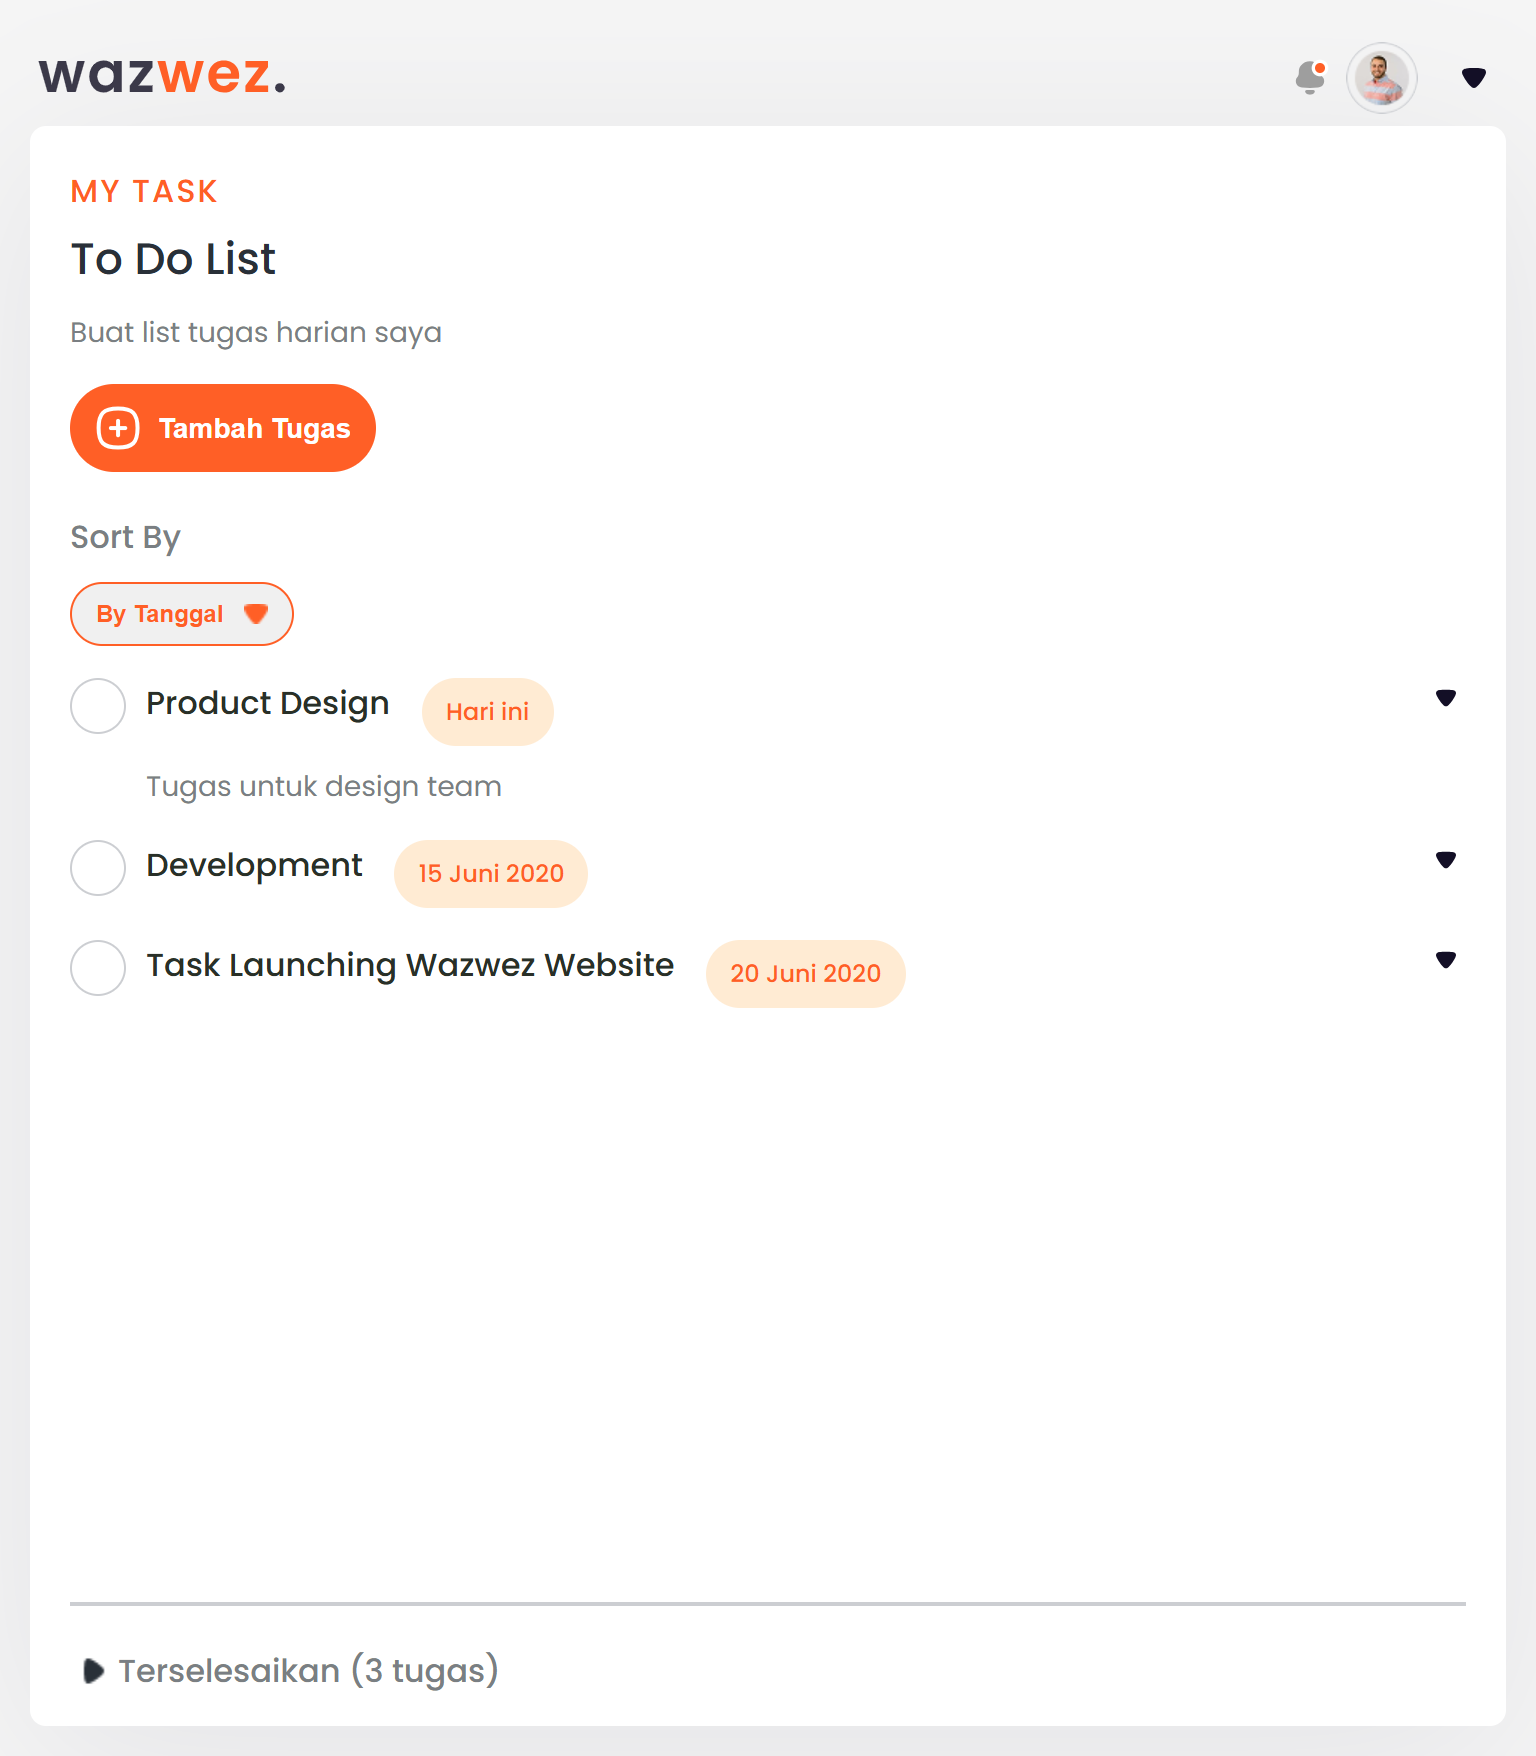 wazwez.
MY TASK
To Do List
Buat list tugas harian saya
Tambah Tugas
Sort By
By Tanggal
Product Design Hari ini
Tugas untuk design team
Development 15 Juni 2020
Task Launching Wazwez Website 20 Juni 2020
Terselesaikan (3 tugas)